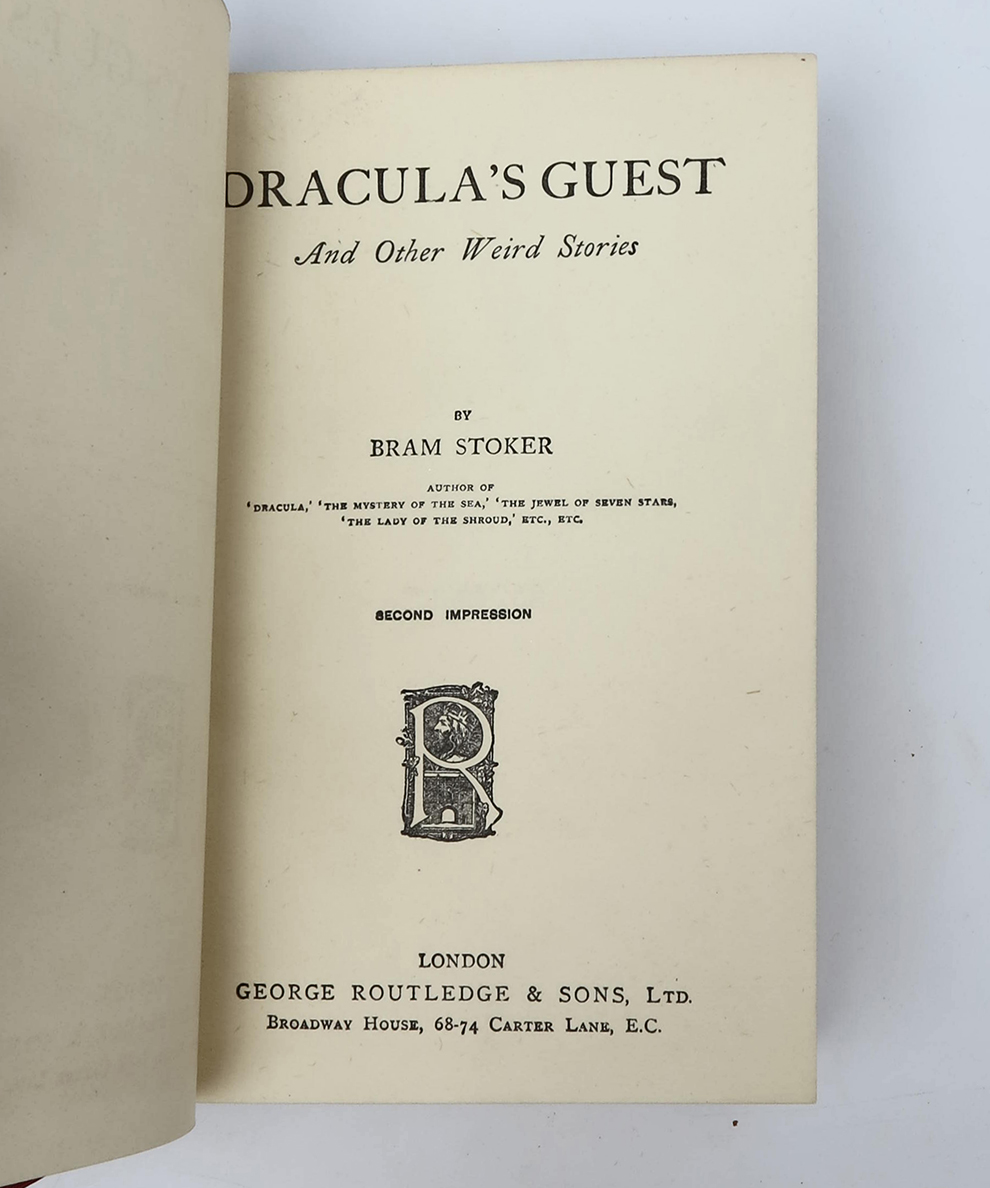 DRACULA'S GUEST
And Other Weird Stories
BY
BRAM STOKER
AUTHOR OF
'DRACULA,' 'THE MYSTERY OF THE SEA,' 'THE JEWEL OF SEVEN STARS,
'THE LADY OF THE SHROUD,' ETC., ETC.
SECOND IMPRESSION
R
LONDON
GEORGE ROUTLEDGE & SONS, LTD.
BROADWAY HOUSE, 68-74 CARTER LANE, E.C.